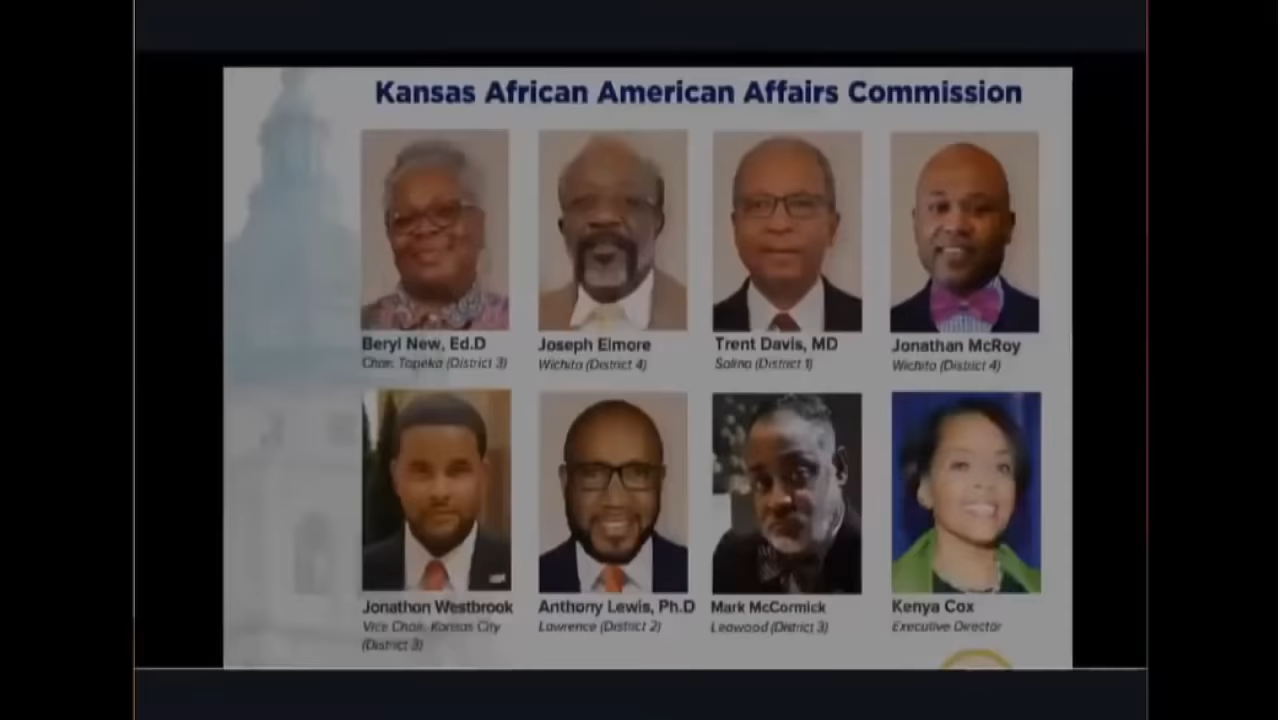 Kansas African American Affairs Commission
Beryl New, Ed.D
Chair: Topeka (District 3)
Joseph Elmore
Wichita (District 4)
Trent Davis, MD
Salina (District 1)
Jonathan McRoy
Wichita (District 4)
Jonathon Westbrook
Vice Chair: Kansas City
(District 3)
Anthony Lewis, Ph.D
Lawrence (District 2)
Mark McCormick
Leawood (District 3)
Kenya Cox
Executive Director